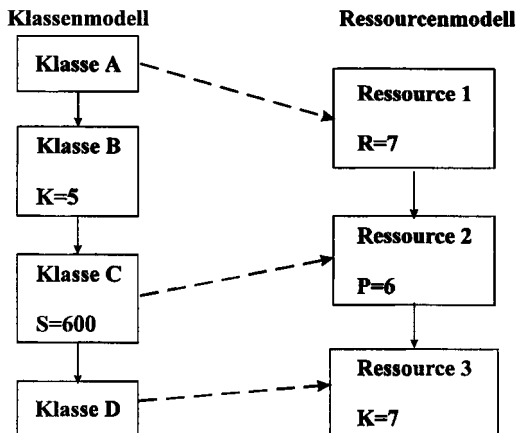 Klassenmodell
Klasse A
Klasse B
K=5
Klasse C
S=600
Klasse D
Ressourcenmodell
Ressource 1
R=7
Ressource 2
P=6
Ressource 3
K=7